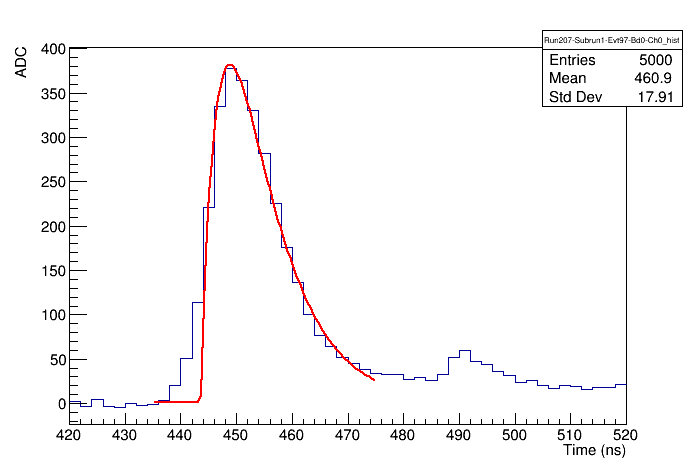 Run207-Subrun1-Evt97-Bd0-Ch0_hist
Entries 5000
Mean 460.9
Std Dev 17.91
ADC
400
350
300
250
200
150
100
50
0
420 430 440 450 460 470 480 490 500 510 520
Time (ns)